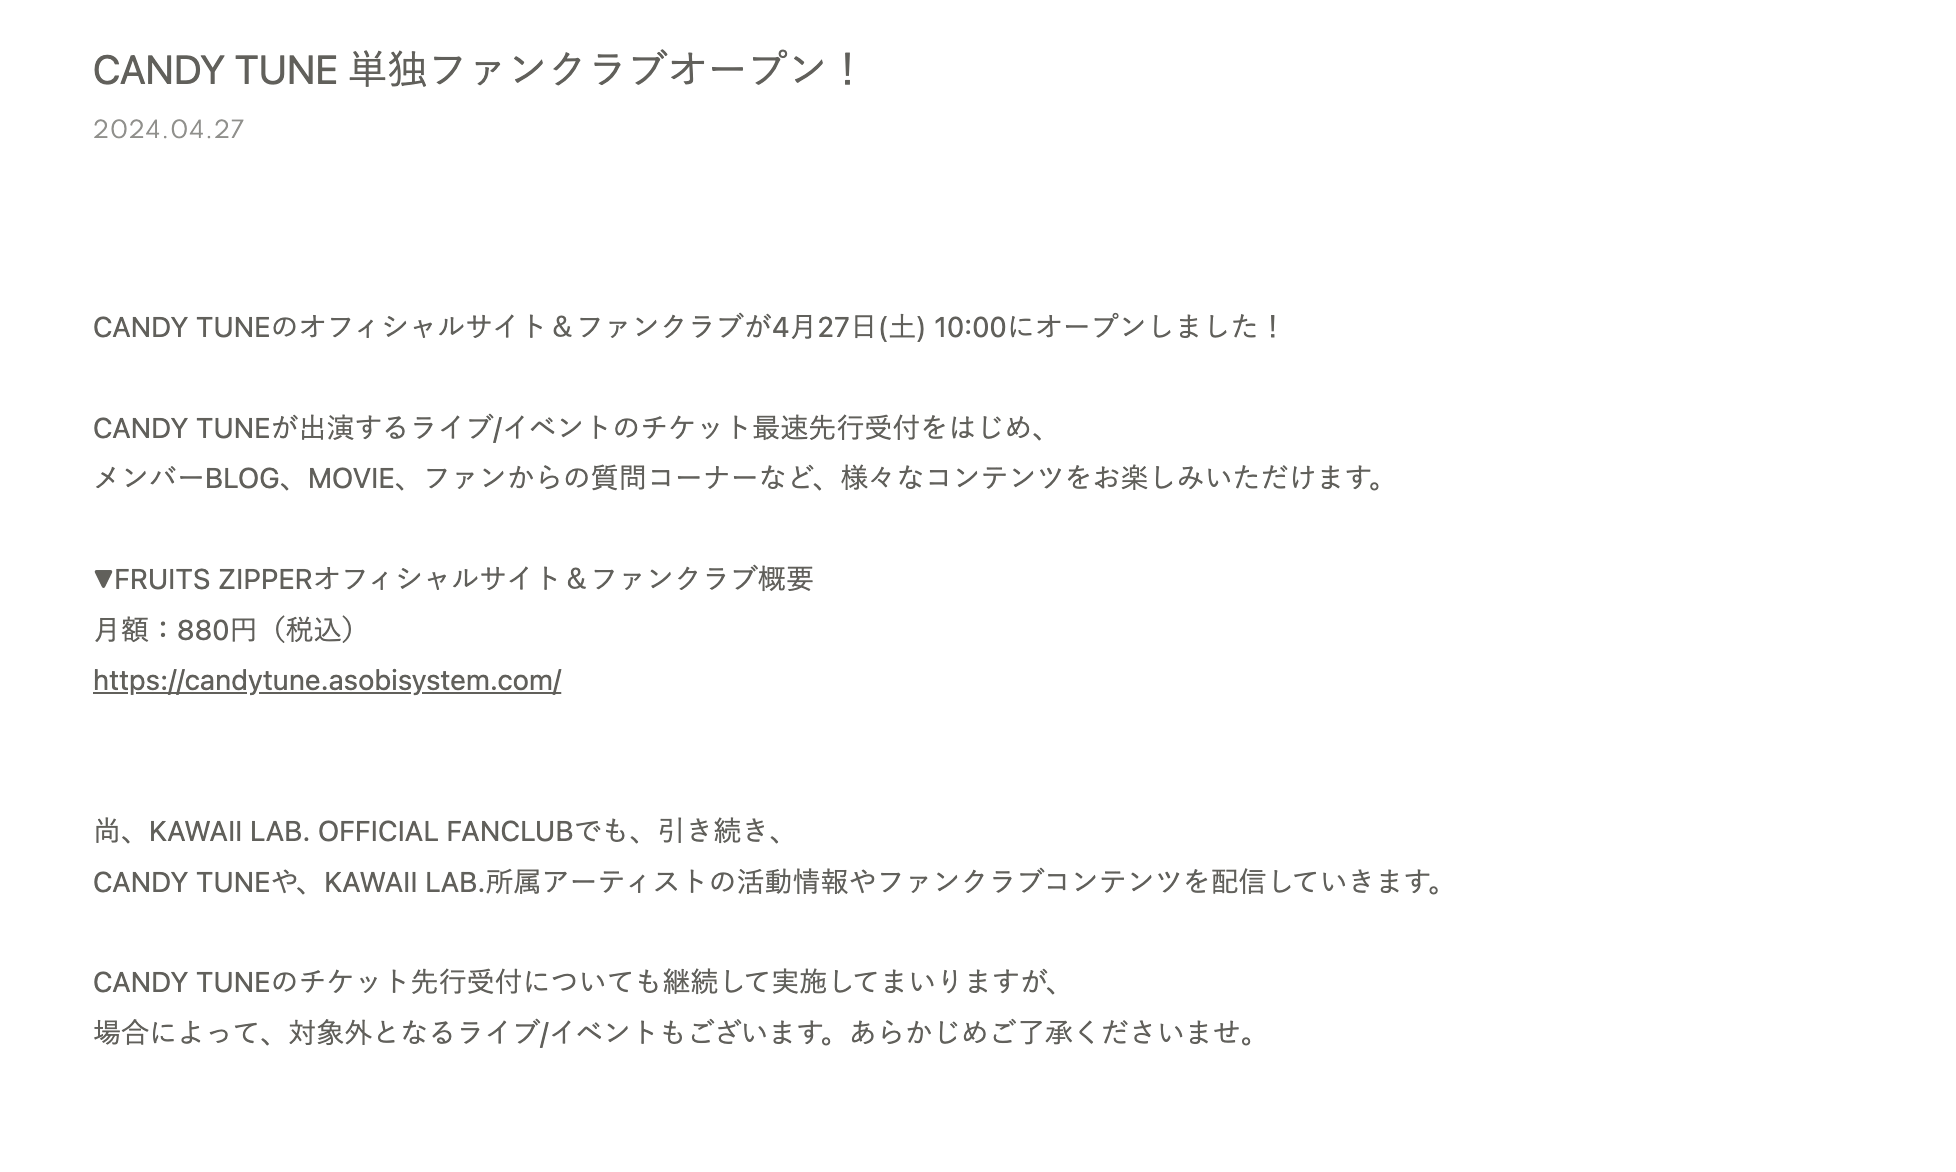 CANDY TUNE 単独ファンクラブオープン！
2024.04.27
CANDY TUNEのオフィシャルサイト＆ファンクラブが4月27日(土) 10:00にオープンしました！
CANDY TUNEが出演するライブ/イベントのチケット最速先行受付をはじめ、
メンバーBLOG、MOVIE、ファンからの質問コーナーなど、様々なコンテンツをお楽しみいただけます。
▼FRUITS ZIPPERオフィシャルサイト＆ファンクラブ概要
月額：880円（税込）
https://candytune.asobisystem.com/
尚、KAWAII LAB. OFFICIAL FANCLUBでも、引き続き、
CANDY TUNEや、KAWAII LAB.所属アーティストの活動情報やファンクラブコンテンツを配信していきます。
CANDY TUNEのチケット先行受付についても継続して実施してまいりますが、
場合によって、対象外となるライブ/イベントもございます。あらかじめご了承くださいませ。